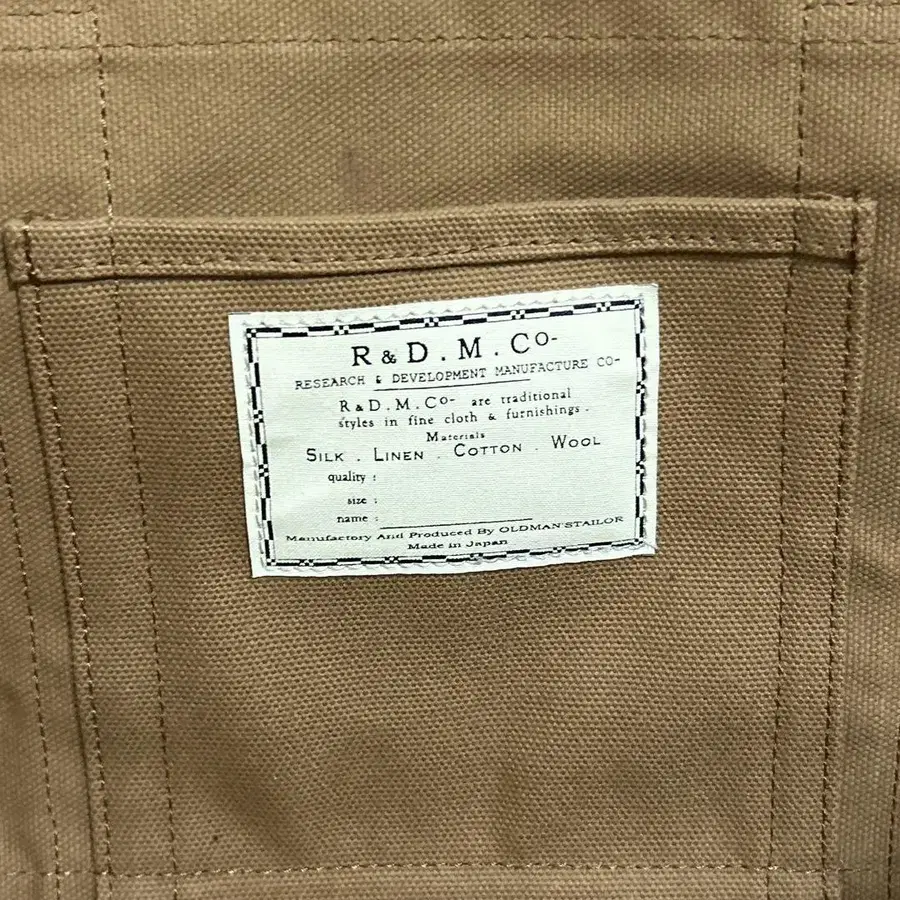 R & D . M . Co-
RESEARCH & DEVELOPMENT MANUFACTURE CO-
R & D . M . Co- are traditional
styles in fine cloth & furnishings .
Materials
SILK . LINEN . COTTON . WOOL
quality :
size :
name :
Manufactory And Produced By OLDMAN'STAILOR
Made in Japan